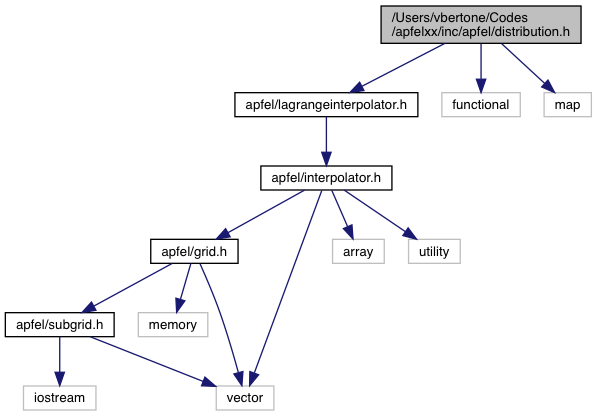 /Users/vbertone/Codes
/apfelxx/inc/apfel/distribution.h
apfel/lagrangeinterpolator.h
functional
map
apfel/interpolator.h
apfel/grid.h
array
utility
apfel/subgrid.h
memory
iostream
vector